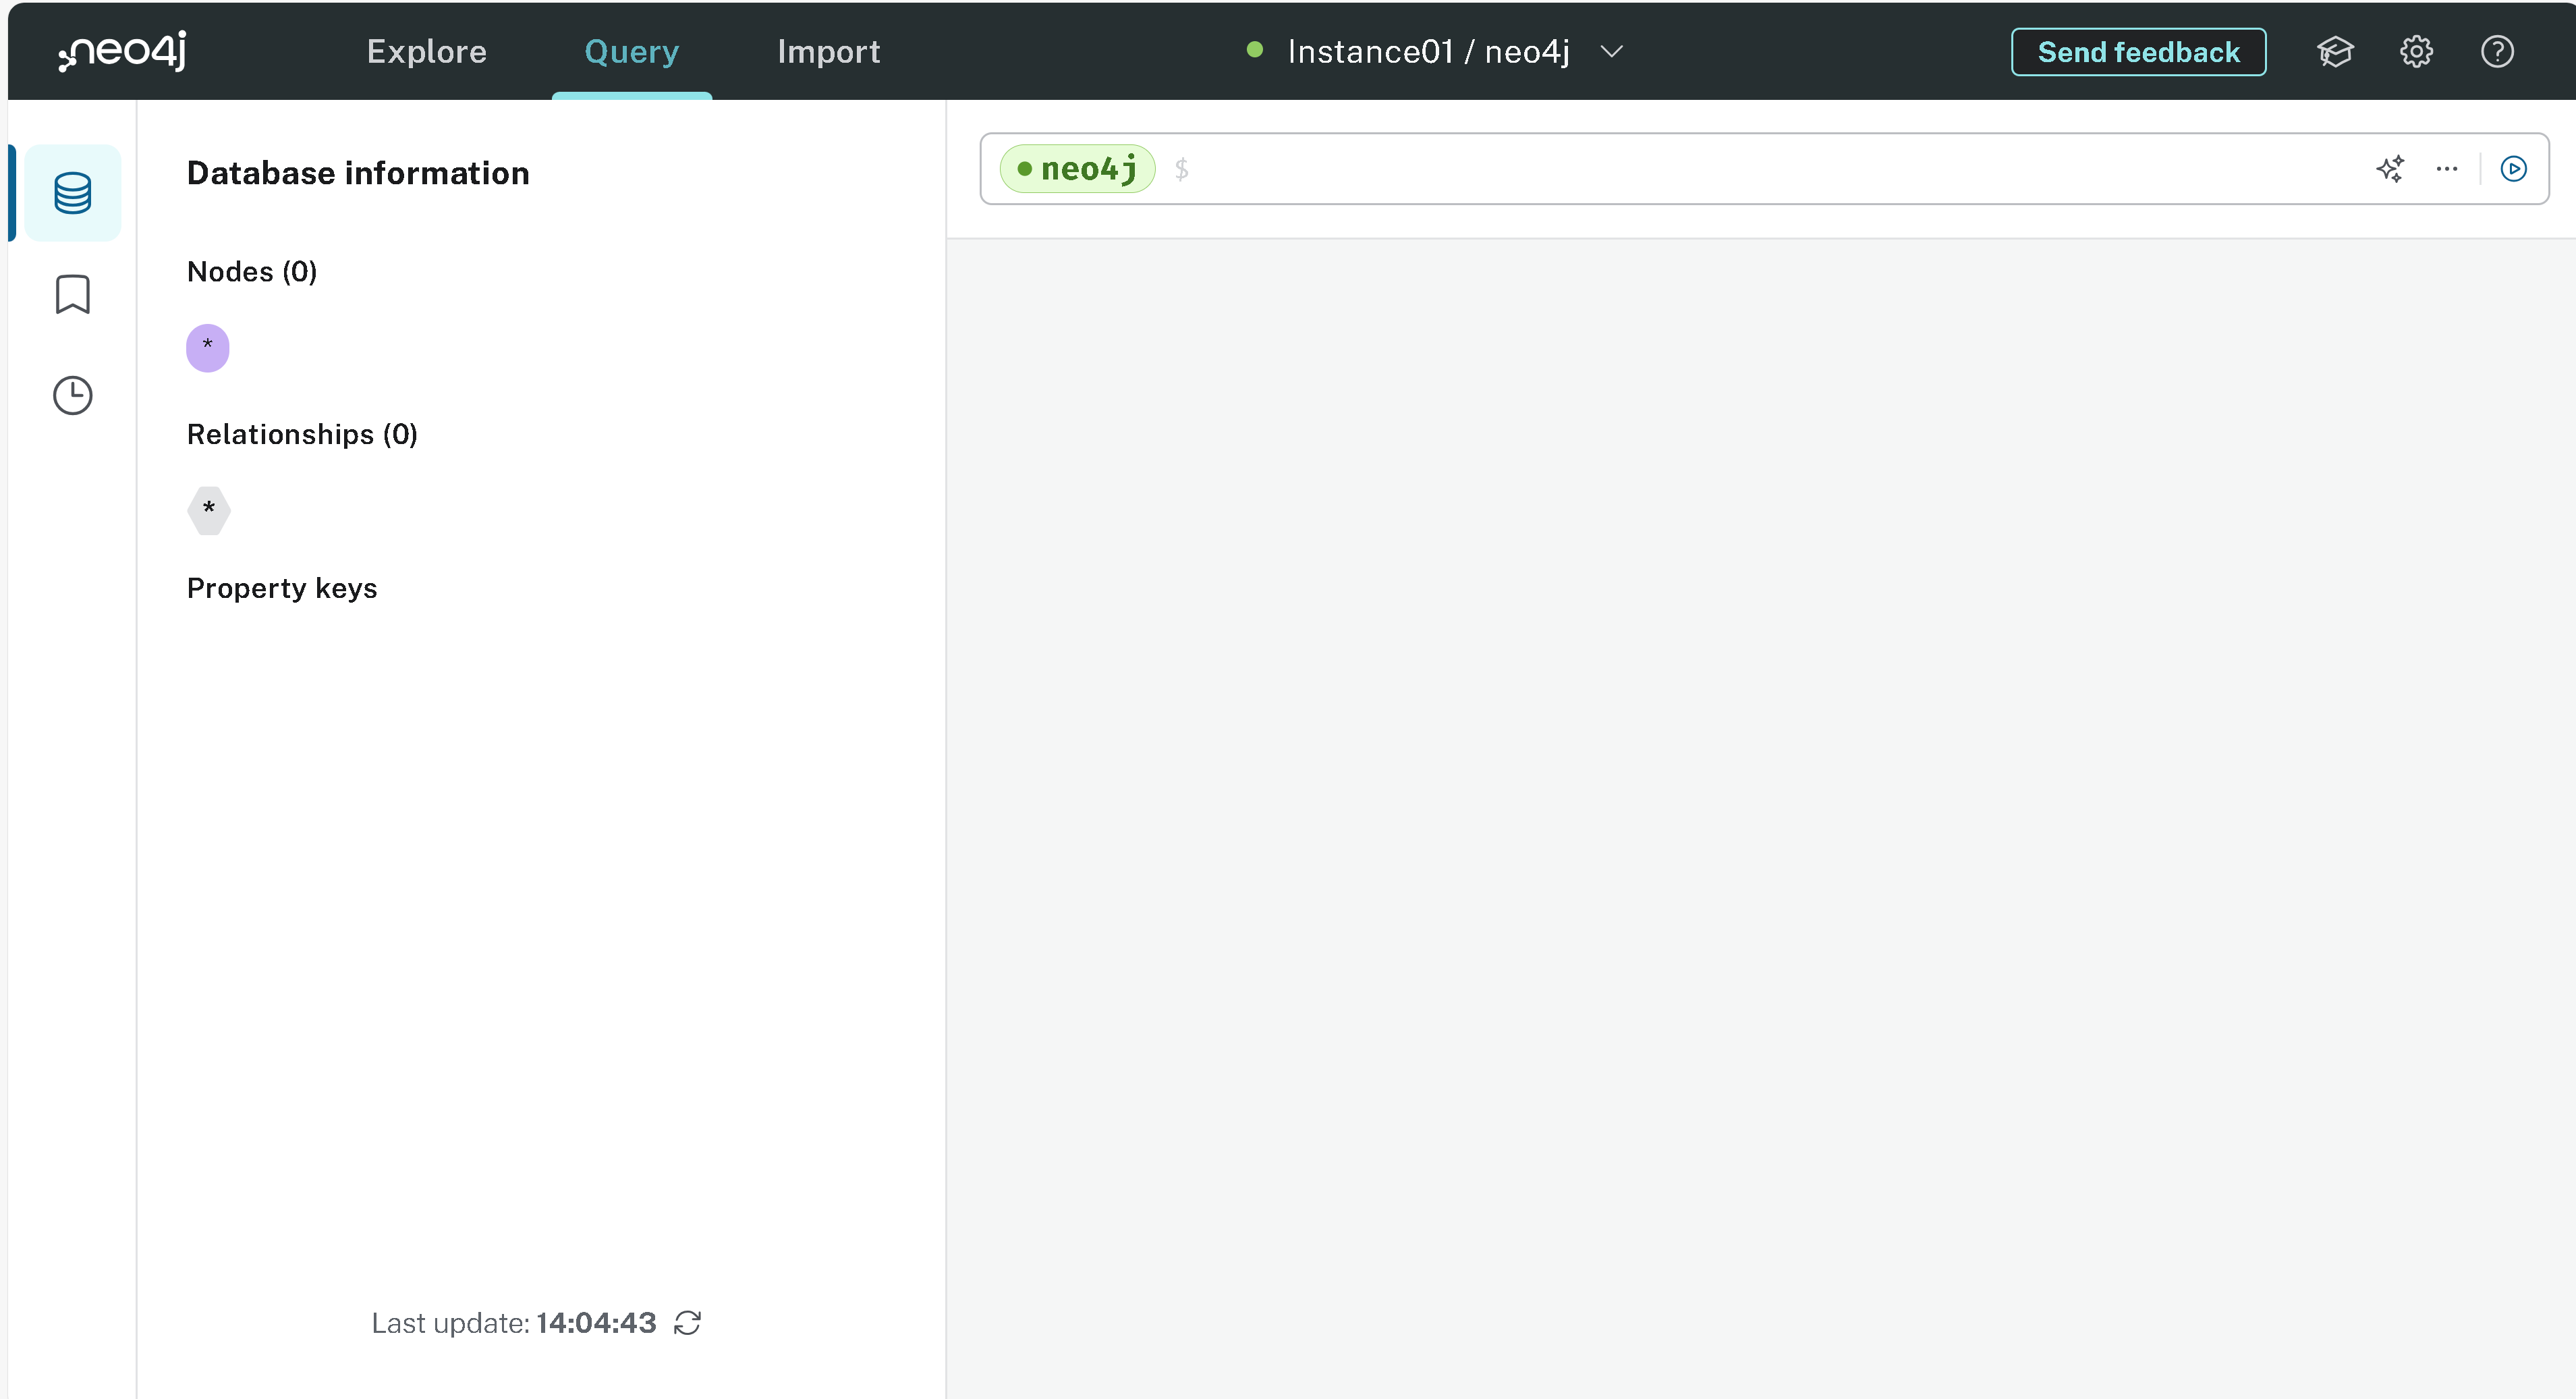 neo4j
Explore
Query
Import
Instance01 / neo4j
Send feedback
Database information
Nodes (0)
*
Relationships (0)
*
Property keys
Last update: 14:04:43
neo4j $